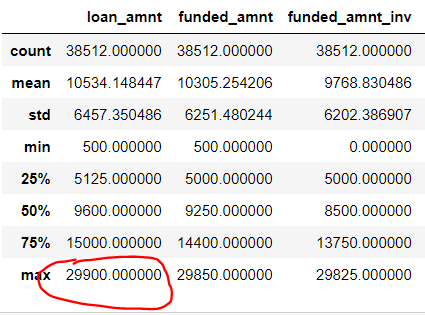 loan_amnt funded_amnt funded_amnt_inv
count 38512.000000 38512.000000 38512.000000
mean 10534.148447 10305.254206 9768.830486
std 6457.350486 6251.480244 6202.386907
min 500.000000 500.000000 0.000000
25% 5125.000000 5000.000000 5000.000000
50% 9600.000000 9250.000000 8500.000000
75% 15000.000000 14400.000000 13750.000000
max 29900.000000 29850.000000 29825.000000